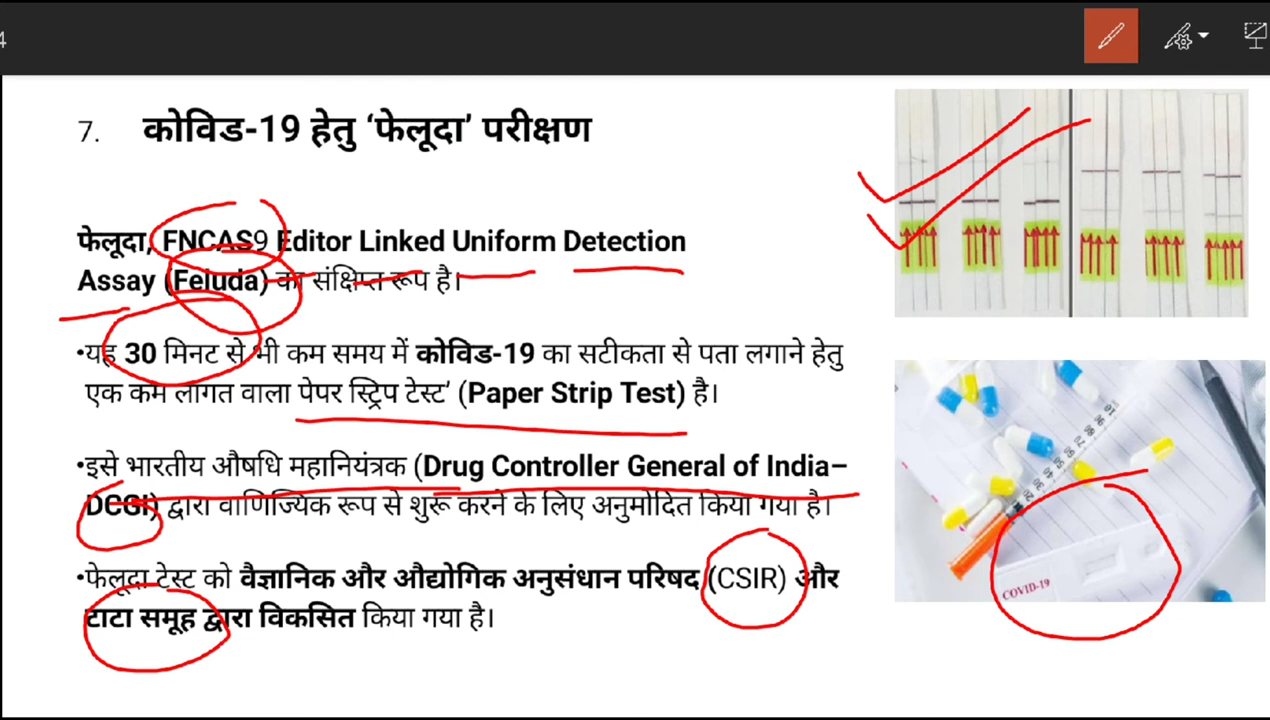 4
7. कोविड-19 हेतु ‘फेलूदा’ परीक्षण
फेलूदा, FNCAS9 Editor Linked Uniform Detection
Assay (Feluda) का संक्षिप्त रूप है।
•यह 30 मिनट से भी कम समय में कोविड-19 का सटीकता से पता लगाने हेतु
एक कम लागत वाला पेपर स्ट्रिप टेस्ट’ (Paper Strip Test) है।
•इसे भारतीय औषधि महानियंत्रक (Drug Controller General of India–
DCGI) द्वारा वाणिज्यिक रूप से शुरू करने के लिए अनुमोदित किया गया है।
•फेलूदा टेस्ट को वैज्ञानिक और औद्योगिक अनुसंधान परिषद (CSIR) और
टाटा समूह द्वारा विकसित किया गया है।
COVID-19